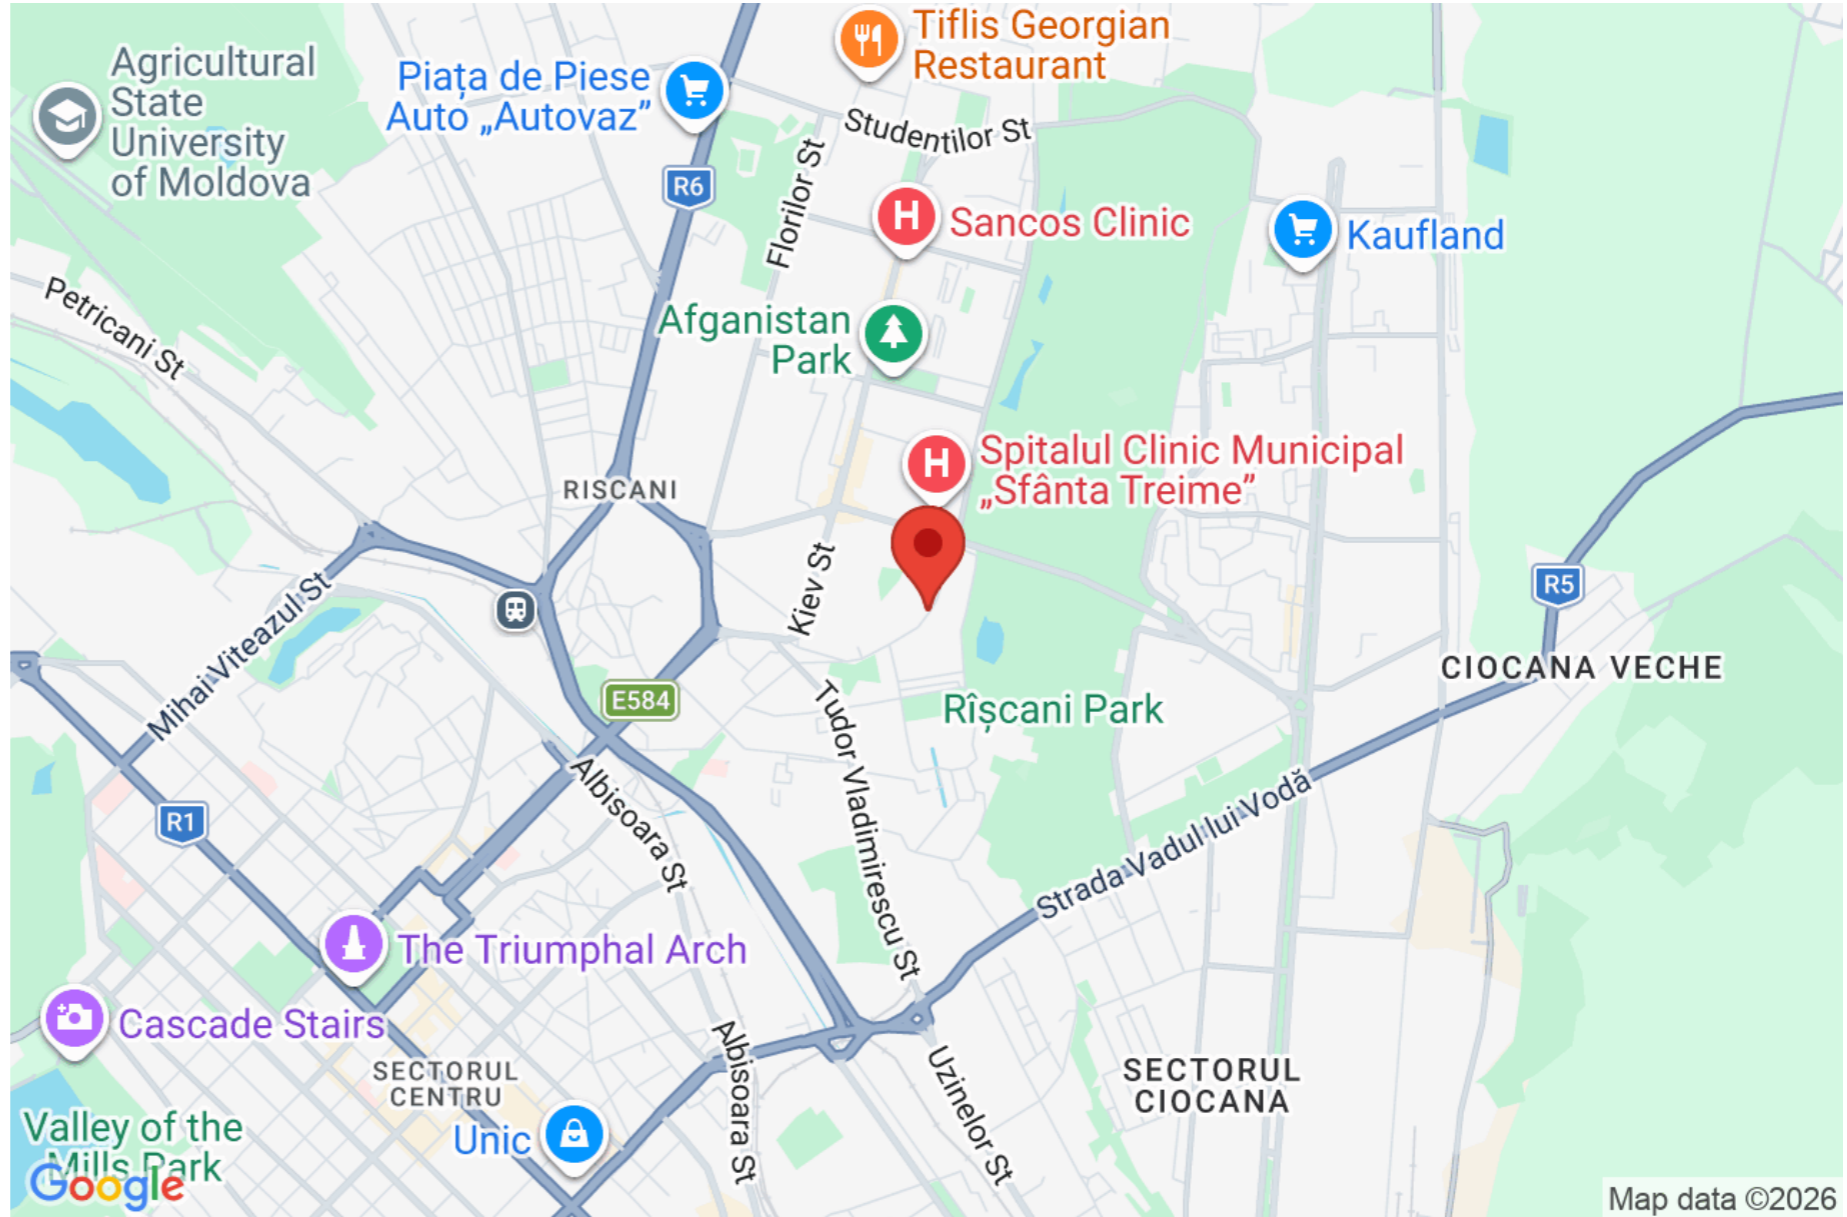 Tiflis Georgian
Restaurant
Agricultural
State
University
of Moldova
Piața de Piese
Auto „Autovaz”
Studentilor St
Florilor St
R6
Sancos Clinic
Kaufland
Petricani St
Afganistan
Park
Spitalul Clinic Municipal
„Sfânta Treime”
RISCANI
Kiev St
R5
Mihai Viteazul St
CIOCANA VECHE
E584
Rîșcani Park
Tudor Vladimirescu St
Albisoara St
R1
Strada Vadul lui Vodă
The Triumphal Arch
Cascade Stairs
SECTORUL
CENTRU
Albisoara St
Uzinelor St
SECTORUL
CIOCANA
Valley of the
Mills Park
Unic
Google
Map data ©2026